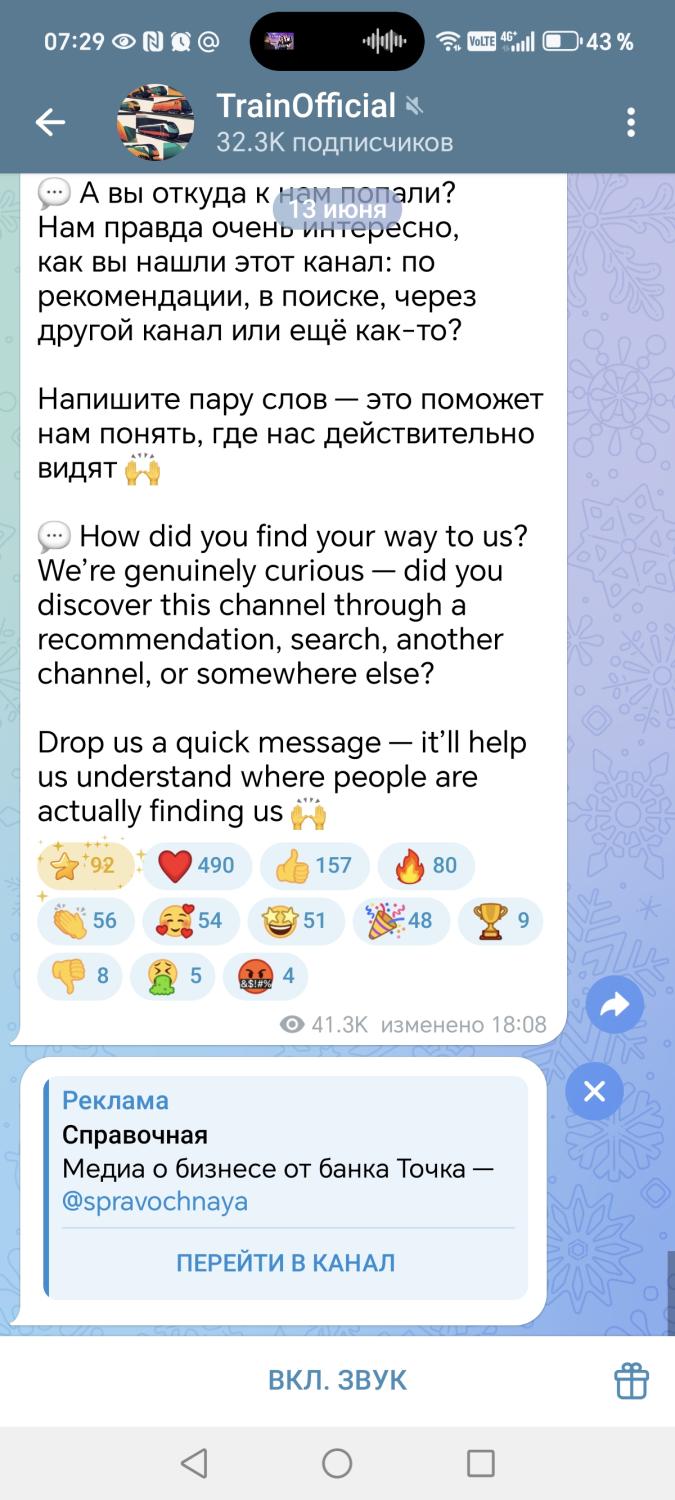 07:29 VoLTE 4G+ 43 %
TrainOfficial
32.3K подписчиков
А вы откуда к нам попали?
13 июня
Нам правда очень интересно,
как вы нашли этот канал: по
рекомендации, в поиске, через
другой канал или ещё как-то?
Напишите пару слов — это поможет
нам понять, где нас действительно
видят
How did you find your way to us?
We’re genuinely curious — did you
discover this channel through a
recommendation, search, another
channel, or somewhere else?
Drop us a quick message — it’ll help
us understand where people are
actually finding us
92 490 157 80
56 54 51 48 9
8 5 &$!#% 4
41.3K изменено 18:08
Реклама
Справочная
Медиа о бизнесе от банка Точка —
@spravochnaya
ПЕРЕЙТИ В КАНАЛ
ВКЛ. ЗВУК